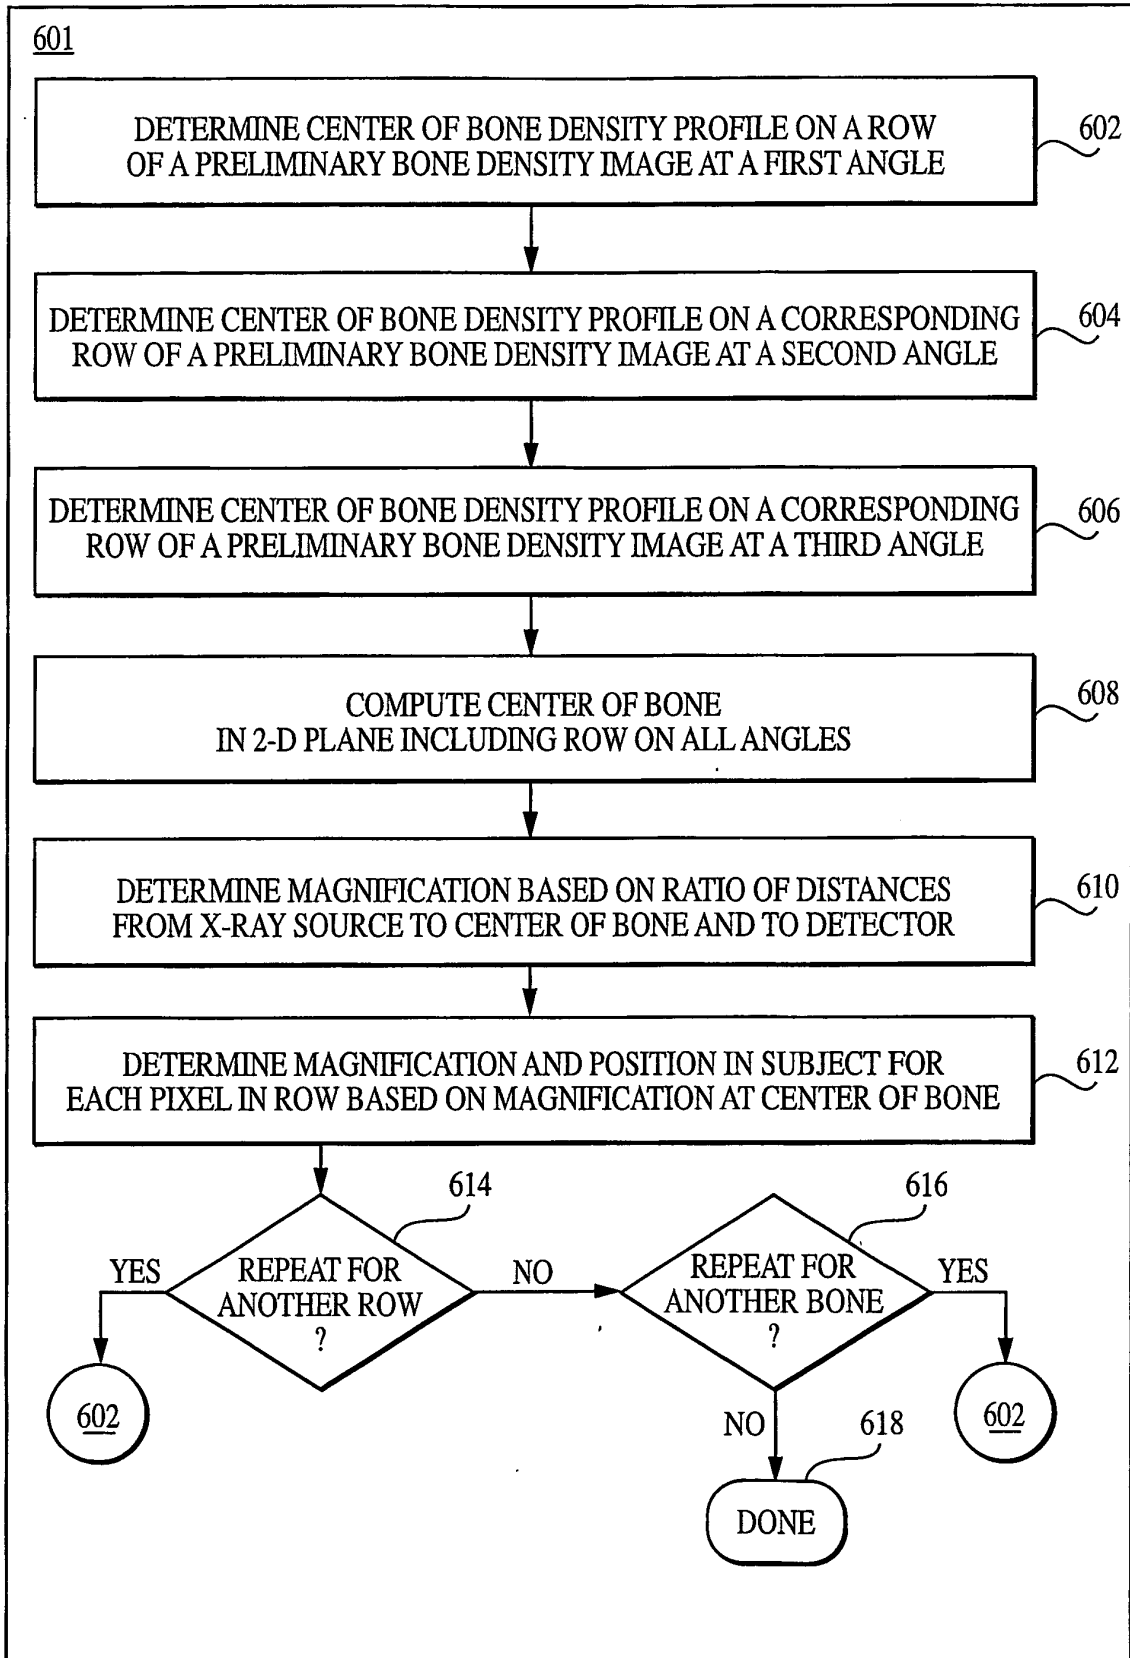 601
DETERMINE CENTER OF BONE DENSITY PROFILE ON A ROW
OF A PRELIMINARY BONE DENSITY IMAGE AT A FIRST ANGLE
602
DETERMINE CENTER OF BONE DENSITY PROFILE ON A CORRESPONDING
ROW OF A PRELIMINARY BONE DENSITY IMAGE AT A SECOND ANGLE
604
DETERMINE CENTER OF BONE DENSITY PROFILE ON A CORRESPONDING
ROW OF A PRELIMINARY BONE DENSITY IMAGE AT A THIRD ANGLE
606
COMPUTE CENTER OF BONE
IN 2-D PLANE INCLUDING ROW ON ALL ANGLES
608
DETERMINE MAGNIFICATION BASED ON RATIO OF DISTANCES
FROM X-RAY SOURCE TO CENTER OF BONE AND TO DETECTOR
610
DETERMINE MAGNIFICATION AND POSITION IN SUBJECT FOR
EACH PIXEL IN ROW BASED ON MAGNIFICATION AT CENTER OF BONE
612
614
REPEAT FOR
ANOTHER ROW
?
YES
NO
616
REPEAT FOR
ANOTHER BONE
?
YES
602
602
NO
618
DONE